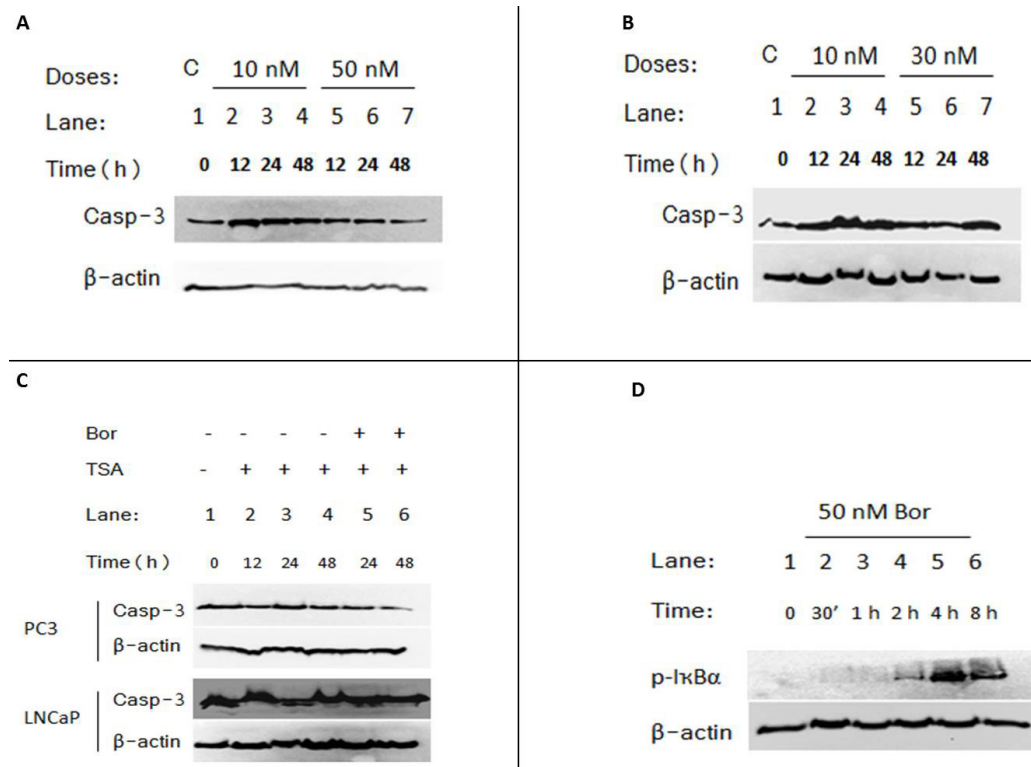 A
Doses: C 10 nM 50 nM
Lane: 1 2 3 4 5 6 7
Time ( h ) 0 12 24 48 12 24 48
Casp-3
β-actin
B
Doses: C 10 nM 30 nM
Lane: 1 2 3 4 5 6 7
Time ( h ) 0 12 24 48 12 24 48
Casp-3
β-actin
C
Bor - - - - + +
TSA - + + + + +
Lane: 1 2 3 4 5 6
Time ( h ) 0 12 24 48 24 48
PC3
Casp-3
β-actin
LNCaP
Casp-3
β-actin
D
50 nM Bor
Lane: 1 2 3 4 5 6
Time: 0 30′ 1 h 2 h 4 h 8 h
p-IκBα
β-actin